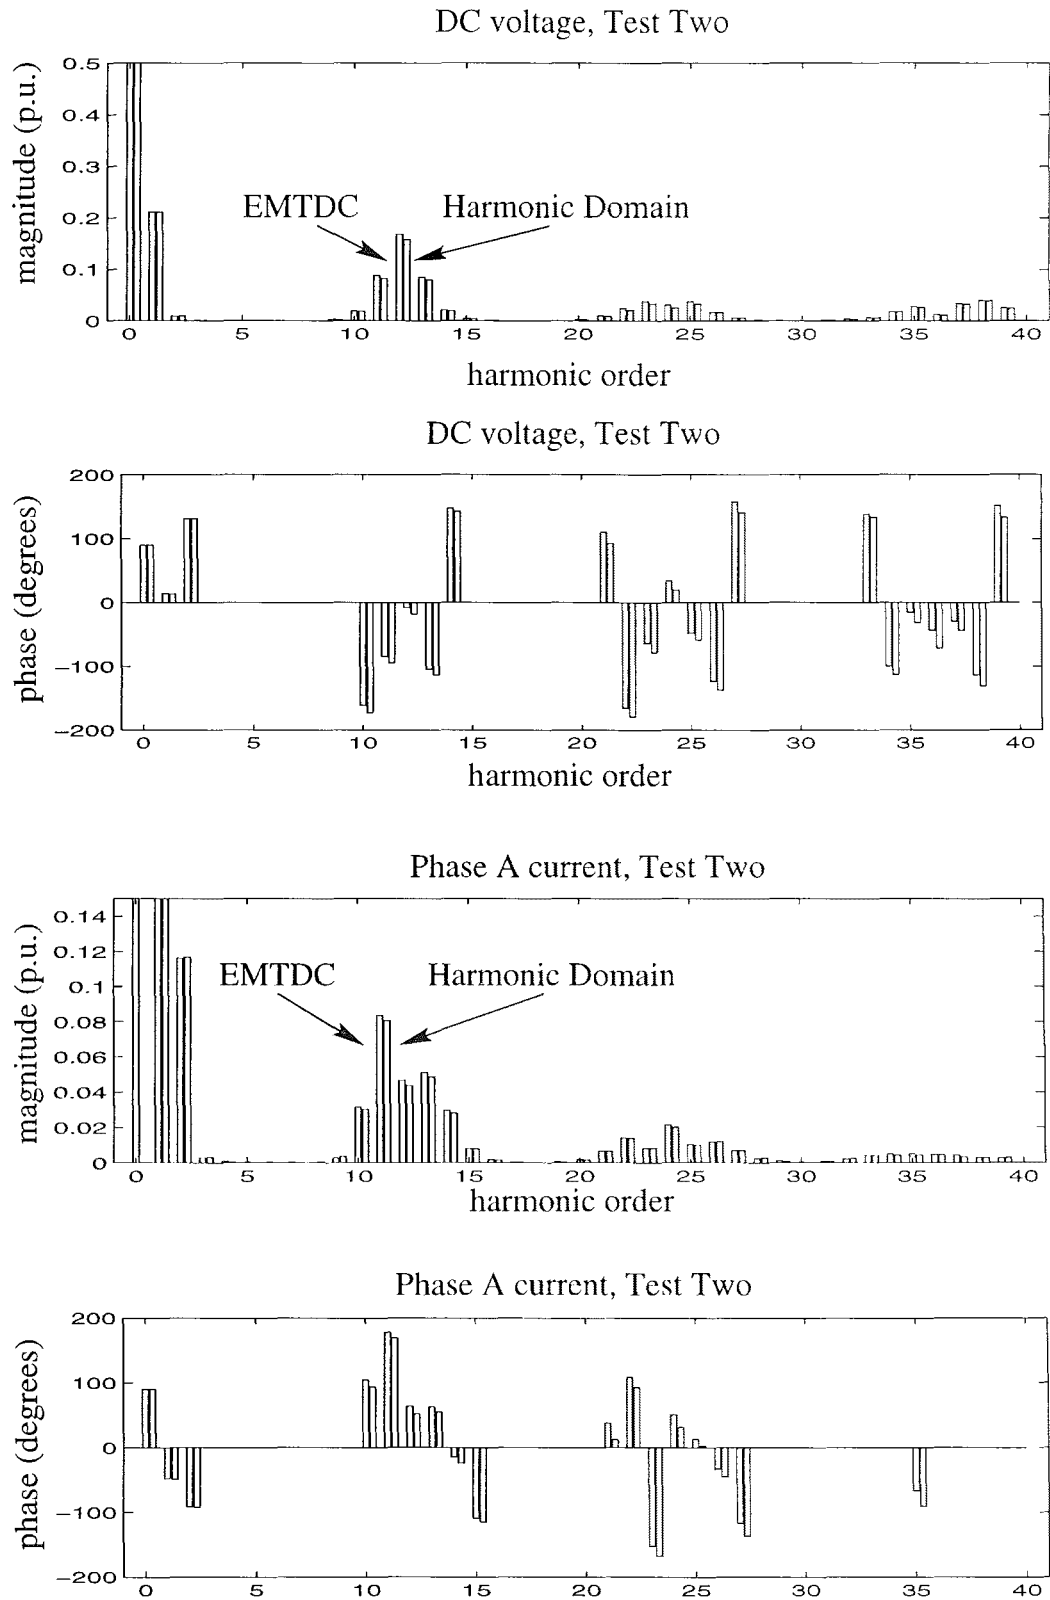 DC voltage, Test Two
magnitude (p.u.)
0.5
0.4
0.3
0.2
0.1
0
EMTDC
Harmonic Domain
0 5 10 15 20 25 30 35 40
harmonic order
DC voltage, Test Two
phase (degrees)
200
100
0
−100
−200
0 5 10 15 20 25 30 35 40
harmonic order
Phase A current, Test Two
magnitude (p.u.)
0.14
0.12
0.1
0.08
0.06
0.04
0.02
0
EMTDC
Harmonic Domain
0 5 10 15 20 25 30 35 40
harmonic order
Phase A current, Test Two
phase (degrees)
200
100
0
−100
−200
0 5 10 15 20 25 30 35 40